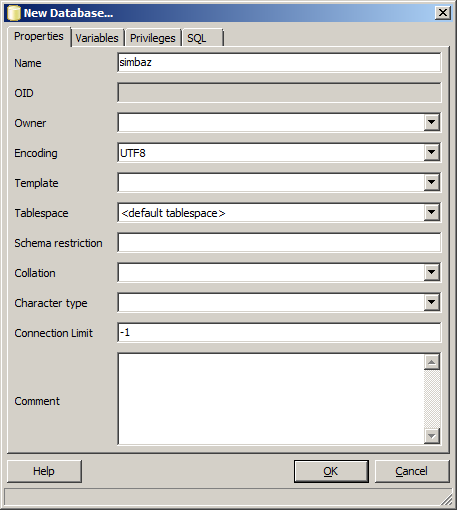 New Database...
Properties Variables Privileges SQL
Name simbaz
OID
Owner
Encoding UTF8
Template
Tablespace <default tablespace>
Schema restriction
Collation
Character type
Connection Limit -1
Comment
Help OK Cancel